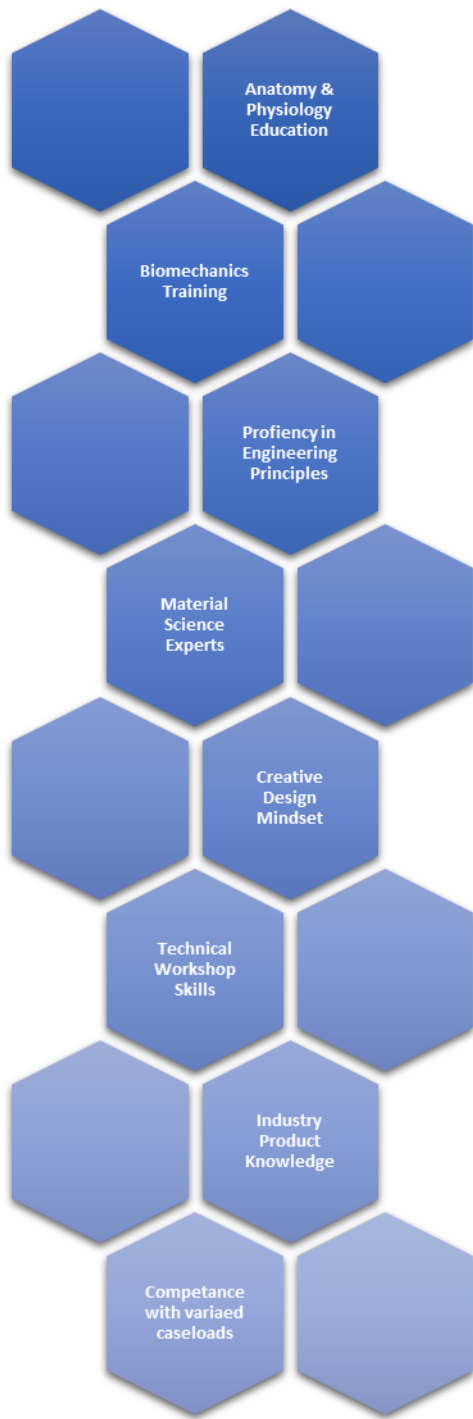 Anatomy &
Physiology
Education
Biomechanics
Training
Profiency in
Engineering
Principles
Material
Science
Experts
Creative
Design
Mindset
Technical
Workshop
Skills
Industry
Product
Knowledge
Competance
with variaed
caseloads